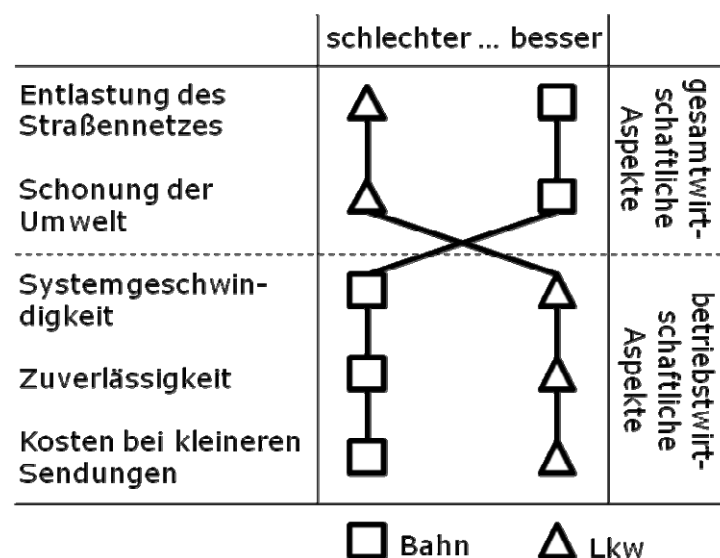 schlechter ... besser
Entlastung des
Straßennetzes
Schonung der
Umwelt
gesamtwirt-
schaftliche
Aspekte
Systemgeschwin-
digkeit
Zuverlässigkeit
Kosten bei kleineren
Sendungen
betriebstwirt-
schaftliche
Aspekte
Bahn
Lkw